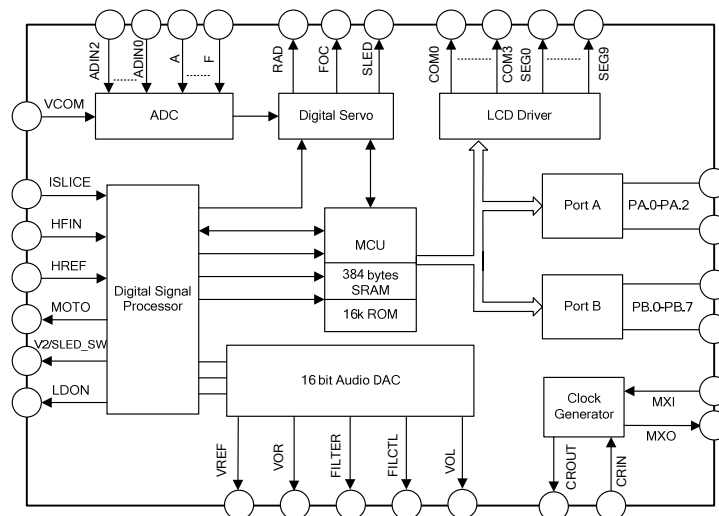 ADIN2
ADIN0
A
F
RAD
FOC
SLED
COM0
COM3
SEG0
SEG9
VCOM
ADC
Digital Servo
LCD Driver
ISLICE
HFIN
HREF
MOTO
V2/SLED_SW
LDON
Digital Signal
Processor
MCU
384 bytes
SRAM
16k ROM
Port A
PA.0-PA.2
Port B
PB.0-PB.7
16 bit Audio DAC
Clock
Generator
MXI
MXO
VREF
VOR
FILTER
FILCTL
VOL
CROUT
CRIN